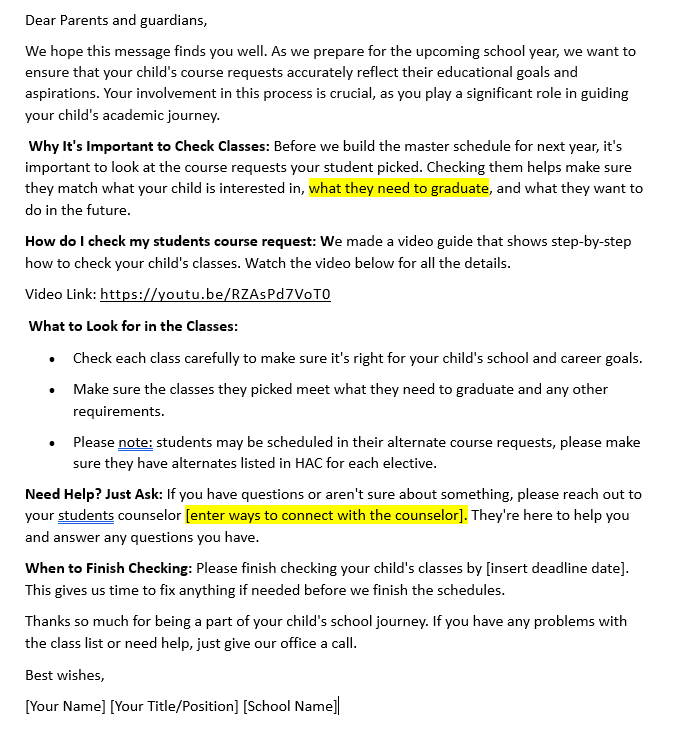 Dear Parents and guardians,
We hope this message finds you well. As we prepare for the upcoming school year, we want to
ensure that your child's course requests accurately reflect their educational goals and
aspirations. Your involvement in this process is crucial, as you play a significant role in guiding
your child's academic journey.
Why It's Important to Check Classes: Before we build the master schedule for next year, it's
important to look at the course requests your student picked. Checking them helps make sure
they match what your child is interested in, what they need to graduate, and what they want to
do in the future.
How do I check my students course request: We made a video guide that shows step-by-step
how to check your child's classes. Watch the video below for all the details.
Video Link: https://youtu.be/RZAsPd7VoT0
What to Look for in the Classes:
• Check each class carefully to make sure it's right for your child's school and career goals.
• Make sure the classes they picked meet what they need to graduate and any other
requirements.
• Please note: students may be scheduled in their alternate course requests, please make
sure they have alternates listed in HAC for each elective.
Need Help? Just Ask: If you have questions or aren't sure about something, please reach out to
your students counselor [enter ways to connect with the counselor]. They're here to help you
and answer any questions you have.
When to Finish Checking: Please finish checking your child's classes by [insert deadline date].
This gives us time to fix anything if needed before we finish the schedules.
Thanks so much for being a part of your child's school journey. If you have any problems with
the class list or need help, just give our office a call.
Best wishes,
[Your Name] [Your Title/Position] [School Name]